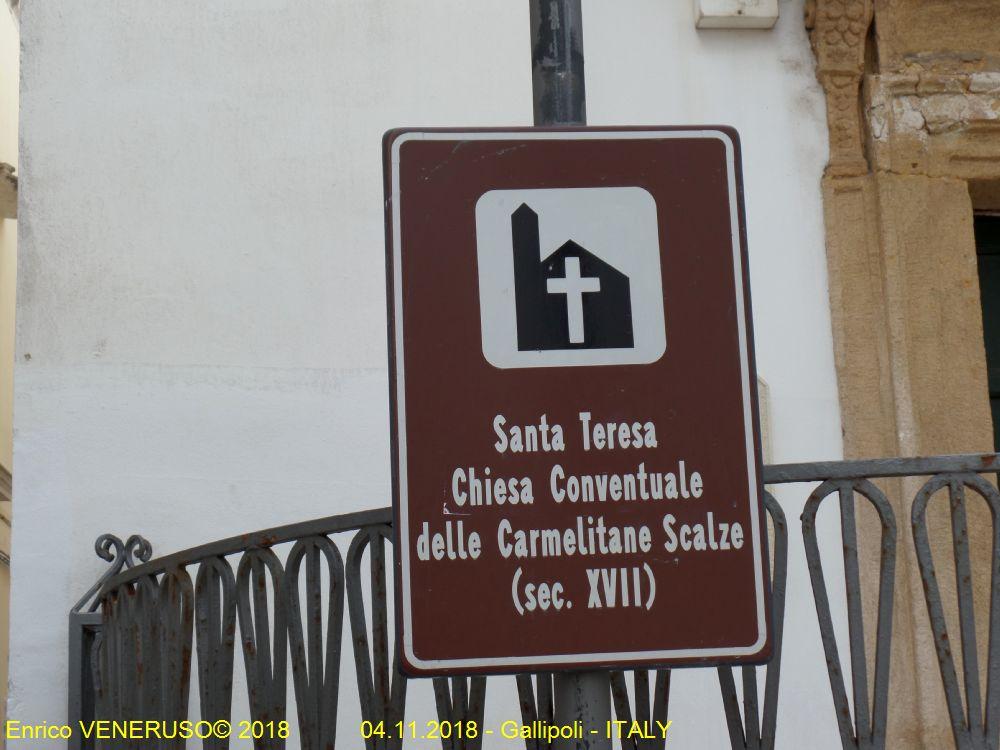 Santa Teresa
Chiesa Conventuale
delle Carmelitane Scalze
(sec. XVII)
Enrico VENERUSO© 2018 04.11.2018 - Gallipoli - ITALY